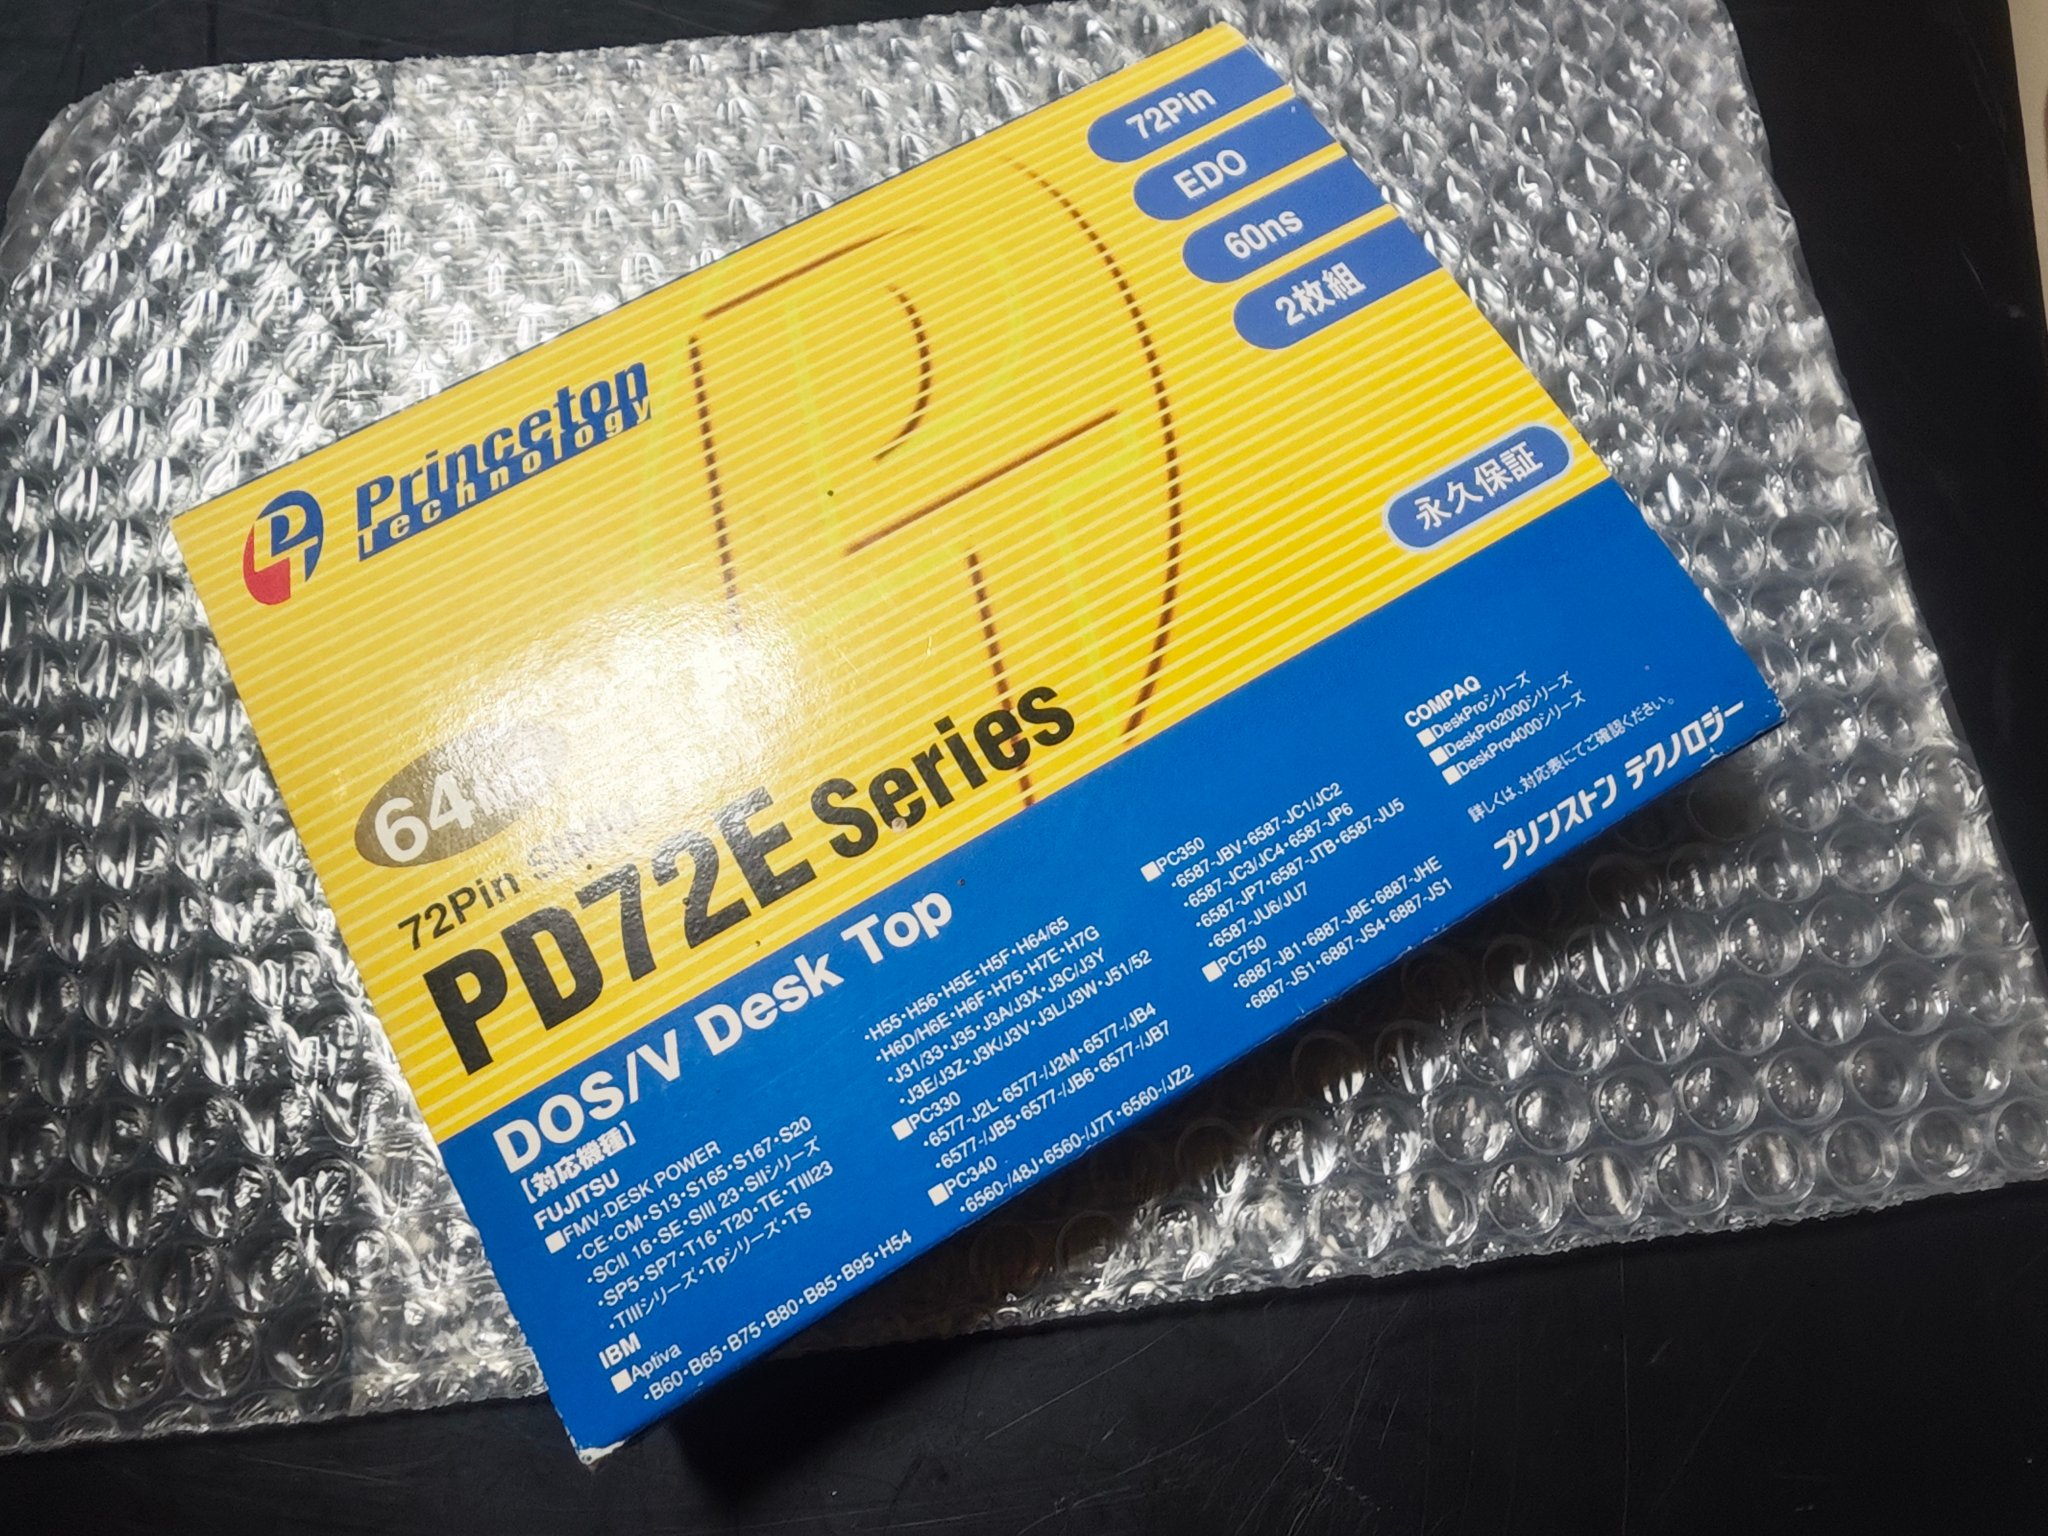 Princeton
Technology
72Pin
EDO
60ns
2枚組
永久保証
64
72Pin
PD72E Series
DOS/V Desk Top
【対応機種】
FUJITSU
■FMV-DESK POWER
・CE・CM・S13・S165・S167・S20
・SCII 16・SE・SIII 23・SIIシリーズ
・SP5・SP7・T16・T20・TE・TIII23
・TIIIシリーズ・Tpシリーズ・TS
IBM
■Aptiva
・B60・B65・B75・B80・B85・B95・H54
・H55・H56・H5E・H5F・H64/65
・H6D/H6E・H6F・H75・H7E・H7G
・J31/33・J35・J3A/J3X・J3C/J3Y
・J3E/J3Z・J3K/J3V・J3L/J3W・J51/52
■PC330
・6577-J2L・6577-/J2M・6577-/JB4
・6577-/JB5・6577-/JB6・6577-/JB7
■PC340
・6560-/48J・6560-/J7T・6560-/JZ2
■PC350
・6587-JBV・6587-JC1/JC2
・6587-JC3/JC4・6587-JP6
・6587-JP7・6587-JTB・6587-JU5
・6587-JU6/JU7
■PC750
・6887-J81・6887-J8E・6887-JHE
・6887-JS1・6887-JS4・6887-JS1
COMPAQ
■DeskProシリーズ
■DeskPro2000シリーズ
■DeskPro4000シリーズ
詳しくは、対応表にてご確認ください。
プリンストン テクノロジー